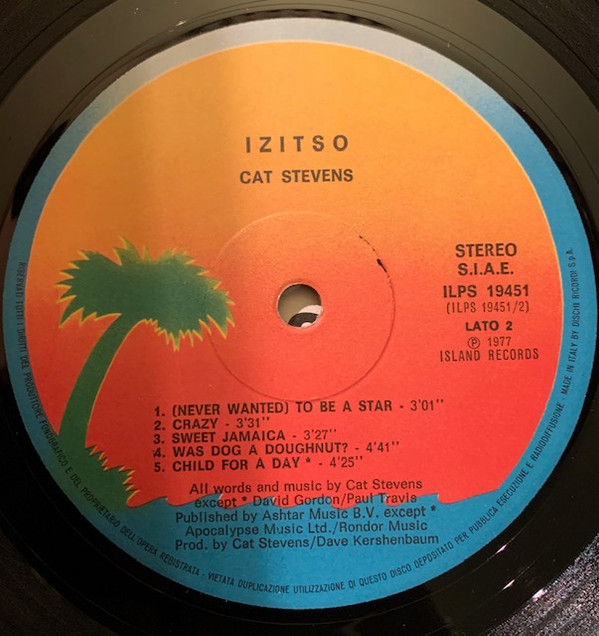 IZITSO
CAT STEVENS
STEREO
S.I.A.E.
ILPS 19451
(ILPS 19451/2)
LATO 2
Ⓟ 1977
ISLAND RECORDS
1. (NEVER WANTED) TO BE A STAR - 3'01''
2. CRAZY - 3'31''
3. SWEET JAMAICA - 3'27''
4. WAS DOG A DOUGHNUT? - 4'41''
5. CHILD FOR A DAY * - 4'25''
All words and music by Cat Stevens
except * David Gordon/Paul Travis
Published by Ashtar Music B.V. except *
Apocalypse Music Ltd./Rondor Music
Prod. by Cat Stevens/Dave Kershenbaum
RISERVATI TUTTI I DIRITTI DEL PRODUTTORE FONOGRAFICO E DEL PROPRIETARIO DELL'OPERA REGISTRATA - VIETATA DUPLICAZIONE UTILIZZAZIONE DI QUESTO DISCO DEPOSITATO PER PUBBLICA ESECUZIONE E RADIODIFFUSIONE - MADE IN ITALY BY DISCHI RICORDI S.p.A.